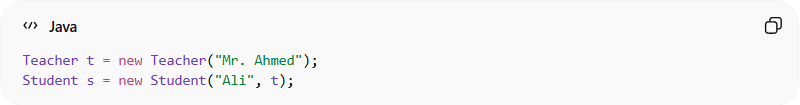 </> Java
Teacher t = new Teacher("Mr. Ahmed");
Student s = new Student("Ali", t);